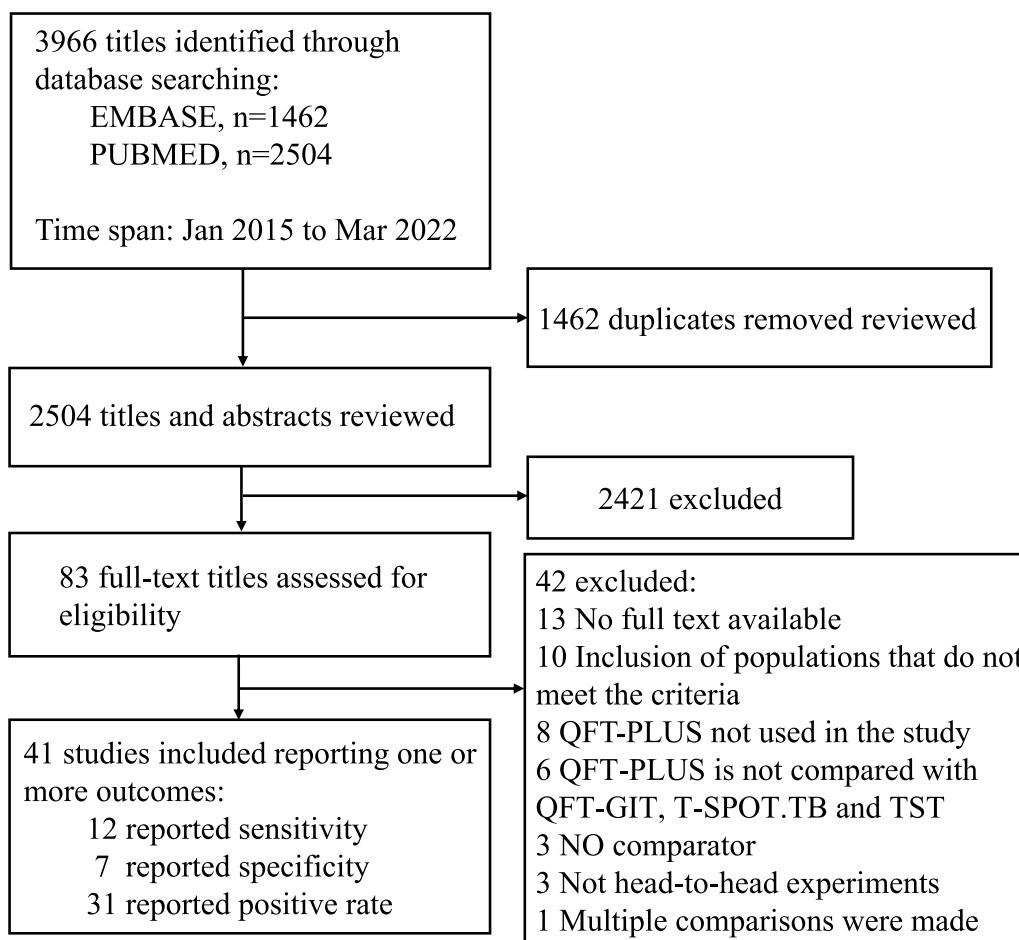 3966 titles identified through
database searching:
EMBASE, n=1462
PUBMED, n=2504
Time span: Jan 2015 to Mar 2022
1462 duplicates removed reviewed
2504 titles and abstracts reviewed
2421 excluded
83 full-text titles assessed for
eligibility
42 excluded:
13 No full text available
10 Inclusion of populations that do not
meet the criteria
8 QFT-PLUS not used in the study
6 QFT-PLUS is not compared with
QFT-GIT, T-SPOT.TB and TST
3 NO comparator
3 Not head-to-head experiments
1 Multiple comparisons were made
41 studies included reporting one or
more outcomes:
12 reported sensitivity
7 reported specificity
31 reported positive rate